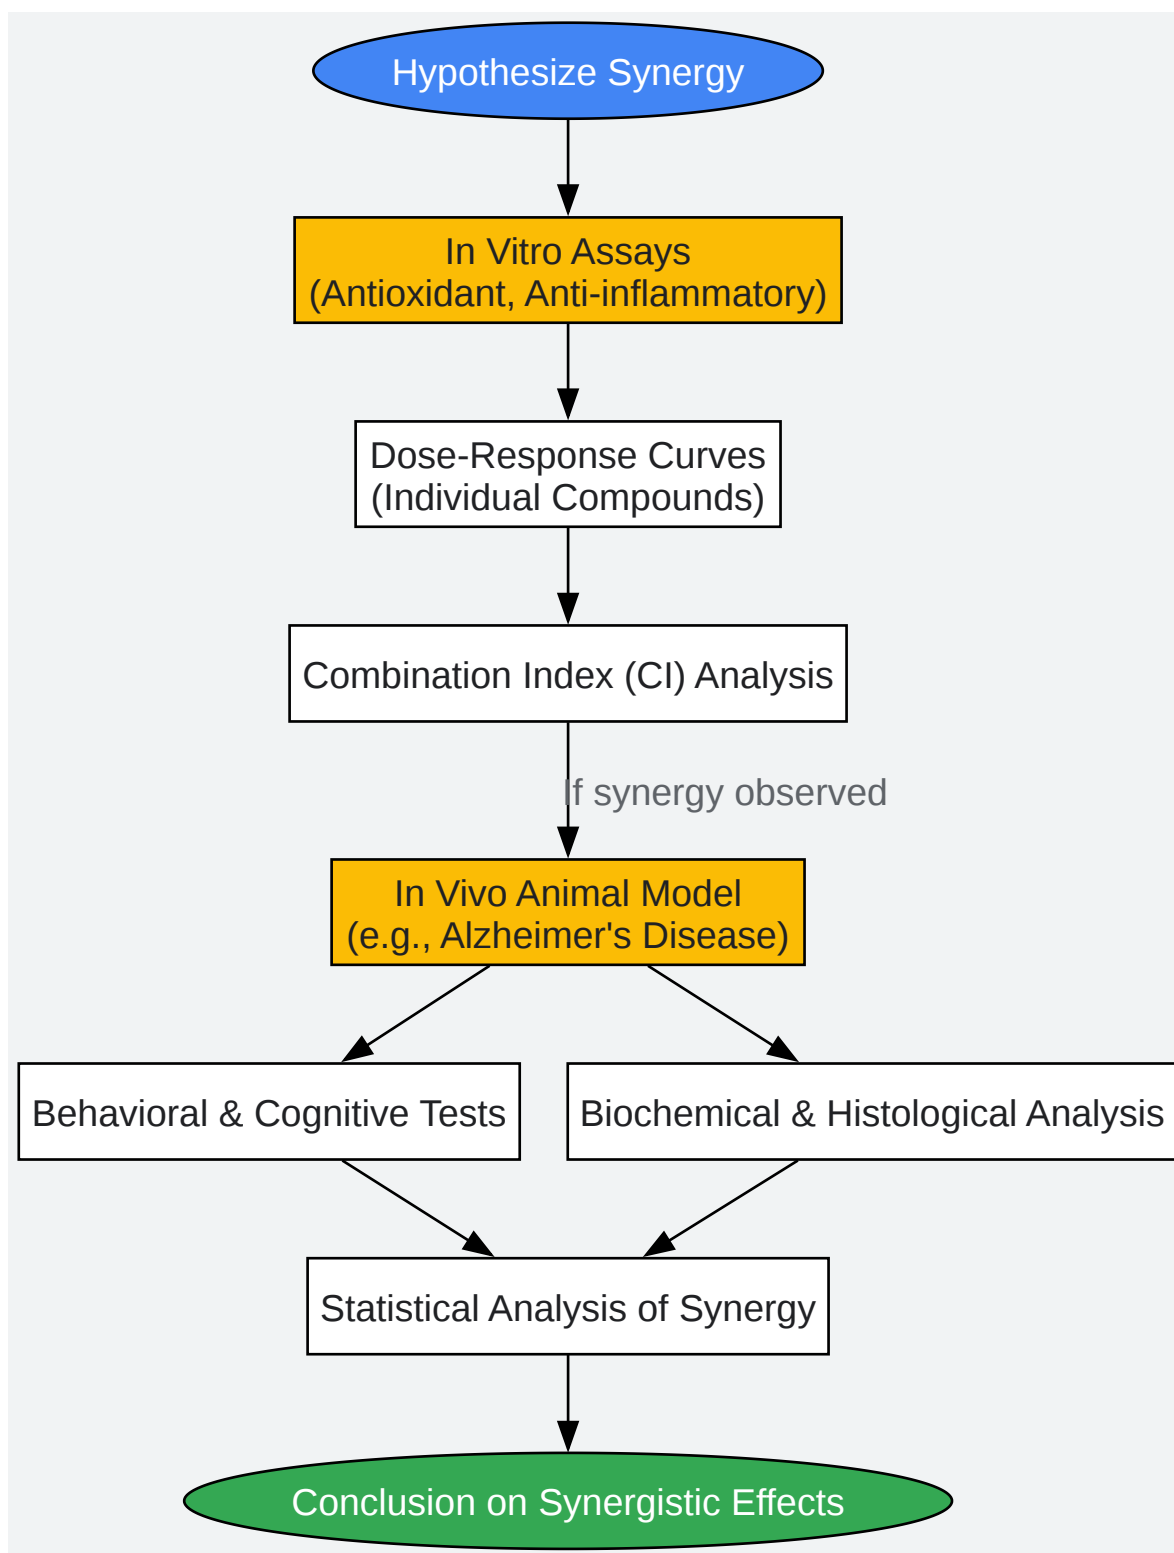 Hypothesize Synergy
In Vitro Assays
(Antioxidant, Anti-inflammatory)
Dose-Response Curves
(Individual Compounds)
Combination Index (CI) Analysis
If synergy observed
In Vivo Animal Model
(e.g., Alzheimer's Disease)
Behavioral & Cognitive Tests
Biochemical & Histological Analysis
Statistical Analysis of Synergy
Conclusion on Synergistic Effects